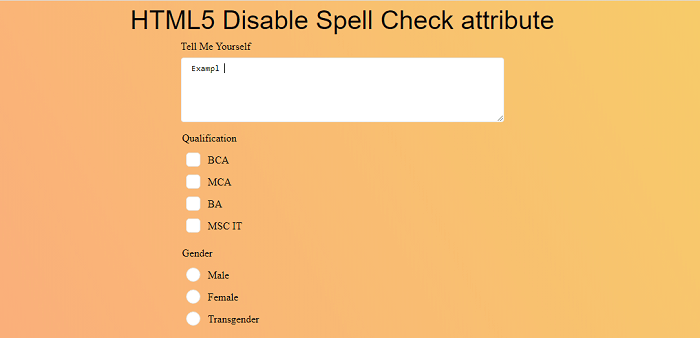 HTML5 Disable Spell Check attribute
Tell Me Yourself
Exampl
Qualification
BCA
MCA
BA
MSC IT
Gender
Male
Female
Transgender